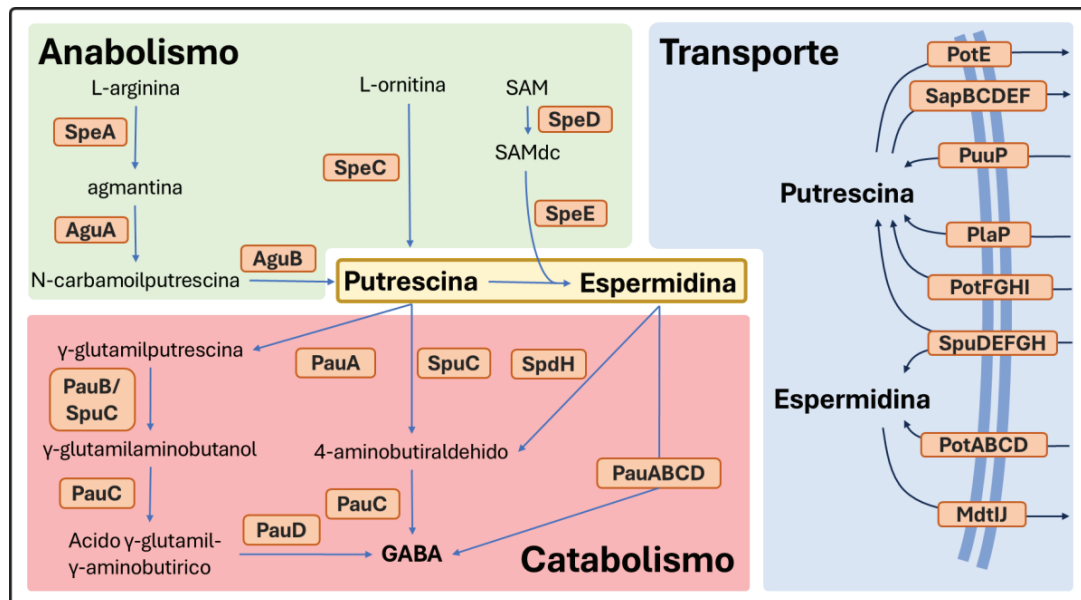 Anabolismo
L-arginina
SpeA
agmantina
AguA
N-carbamoilputrescina
AguB
L-ornitina
SpeC
SAM
SpeD
SAMdc
SpeE
Putrescina
Espermidina
γ-glutamilputrescina
PauB/
SpuC
γ-glutamilaminobutanol
PauC
Acido γ-glutamil-
γ-aminobutirico
PauD
PauA
SpuC
SpdH
4-aminobutiraldehido
PauC
GABA
PauABCD
Catabolismo
Transporte
PotE
SapBCDEF
PuuP
Putrescina
PlaP
PotFGHI
SpuDEFGH
Espermidina
PotABCD
MdtIJ